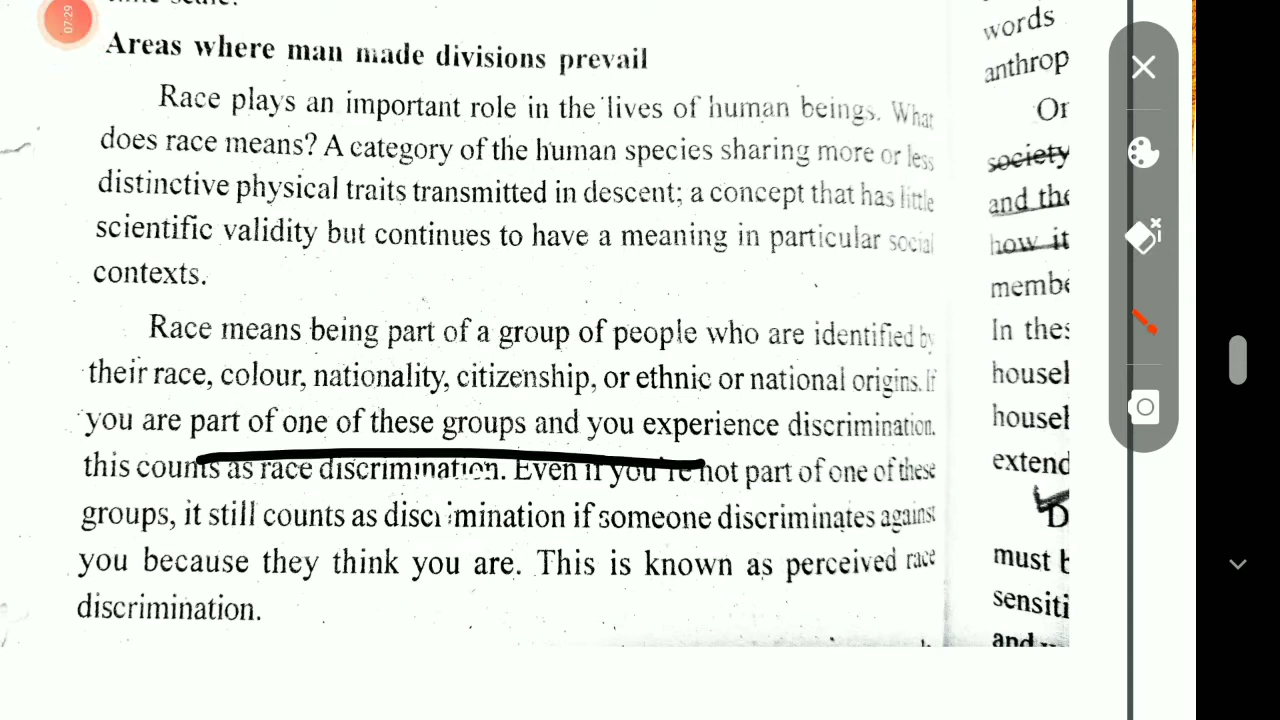 07:29
Areas where man made divisions prevail
Race plays an important role in the lives of human beings. What
does race means? A category of the human species sharing more or less
distinctive physical traits transmitted in descent; a concept that has little
scientific validity but continues to have a meaning in particular social
contexts.
Race means being part of a group of people who are identified by
their race, colour, nationality, citizenship, or ethnic or national origins. If
you are part of one of these groups and you experience discrimination.
this counts as race discrimination. Even if you're not part of one of these
groups, it still counts as discrimination if someone discriminates against
you because they think you are. This is known as perceived race
discrimination.
words
anthrop
Or
society
and the
how it
membe
In thes
househ
househ
extend
D
must b
sensiti
and